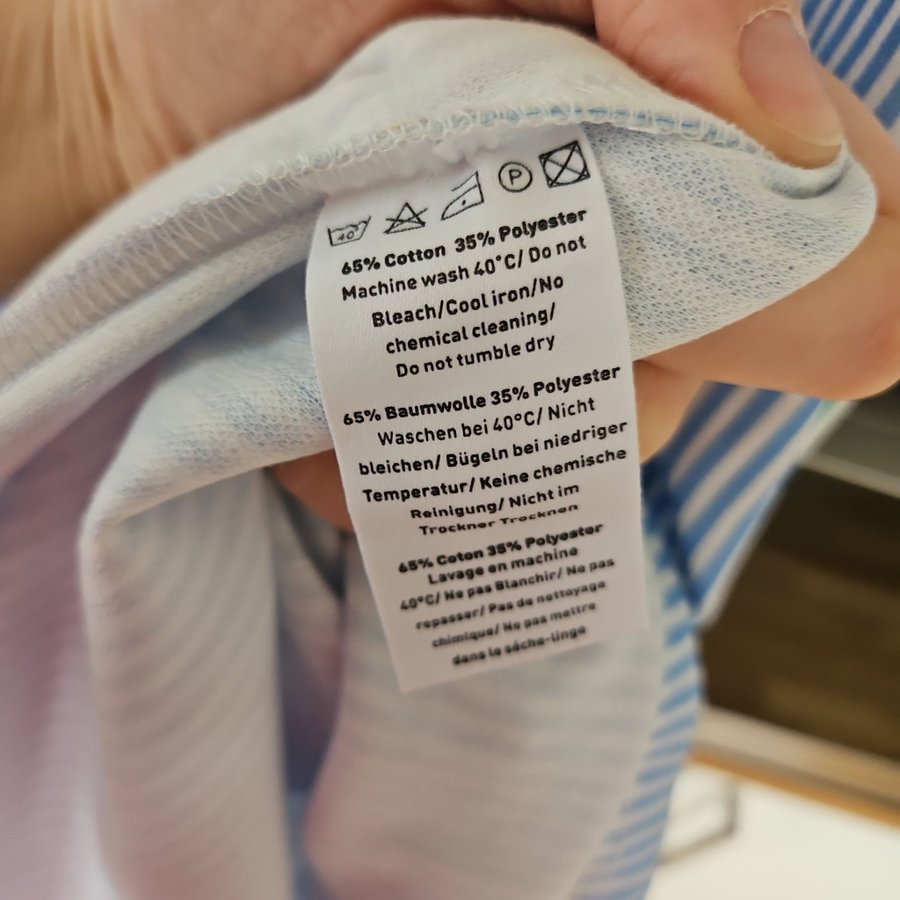 40°
P
65% Cotton 35% Polyester
Machine wash 40°C/ Do not
Bleach/Cool iron/No
chemical cleaning/
Do not tumble dry
65% Baumwolle 35% Polyester
Waschen bei 40°C/ Nicht
bleichen/ Bügeln bei niedriger
Temperatur/ Keine chemische
Reinigung/ Nicht im
Trockner Trocknen
65% Coton 35% Polyester
Lavage en machine
40°C/ Ne pas Blanchir/ Ne pas
repasser/ Pas de nettoyage
chimique/ Ne pas mettre
dans le séche-linge